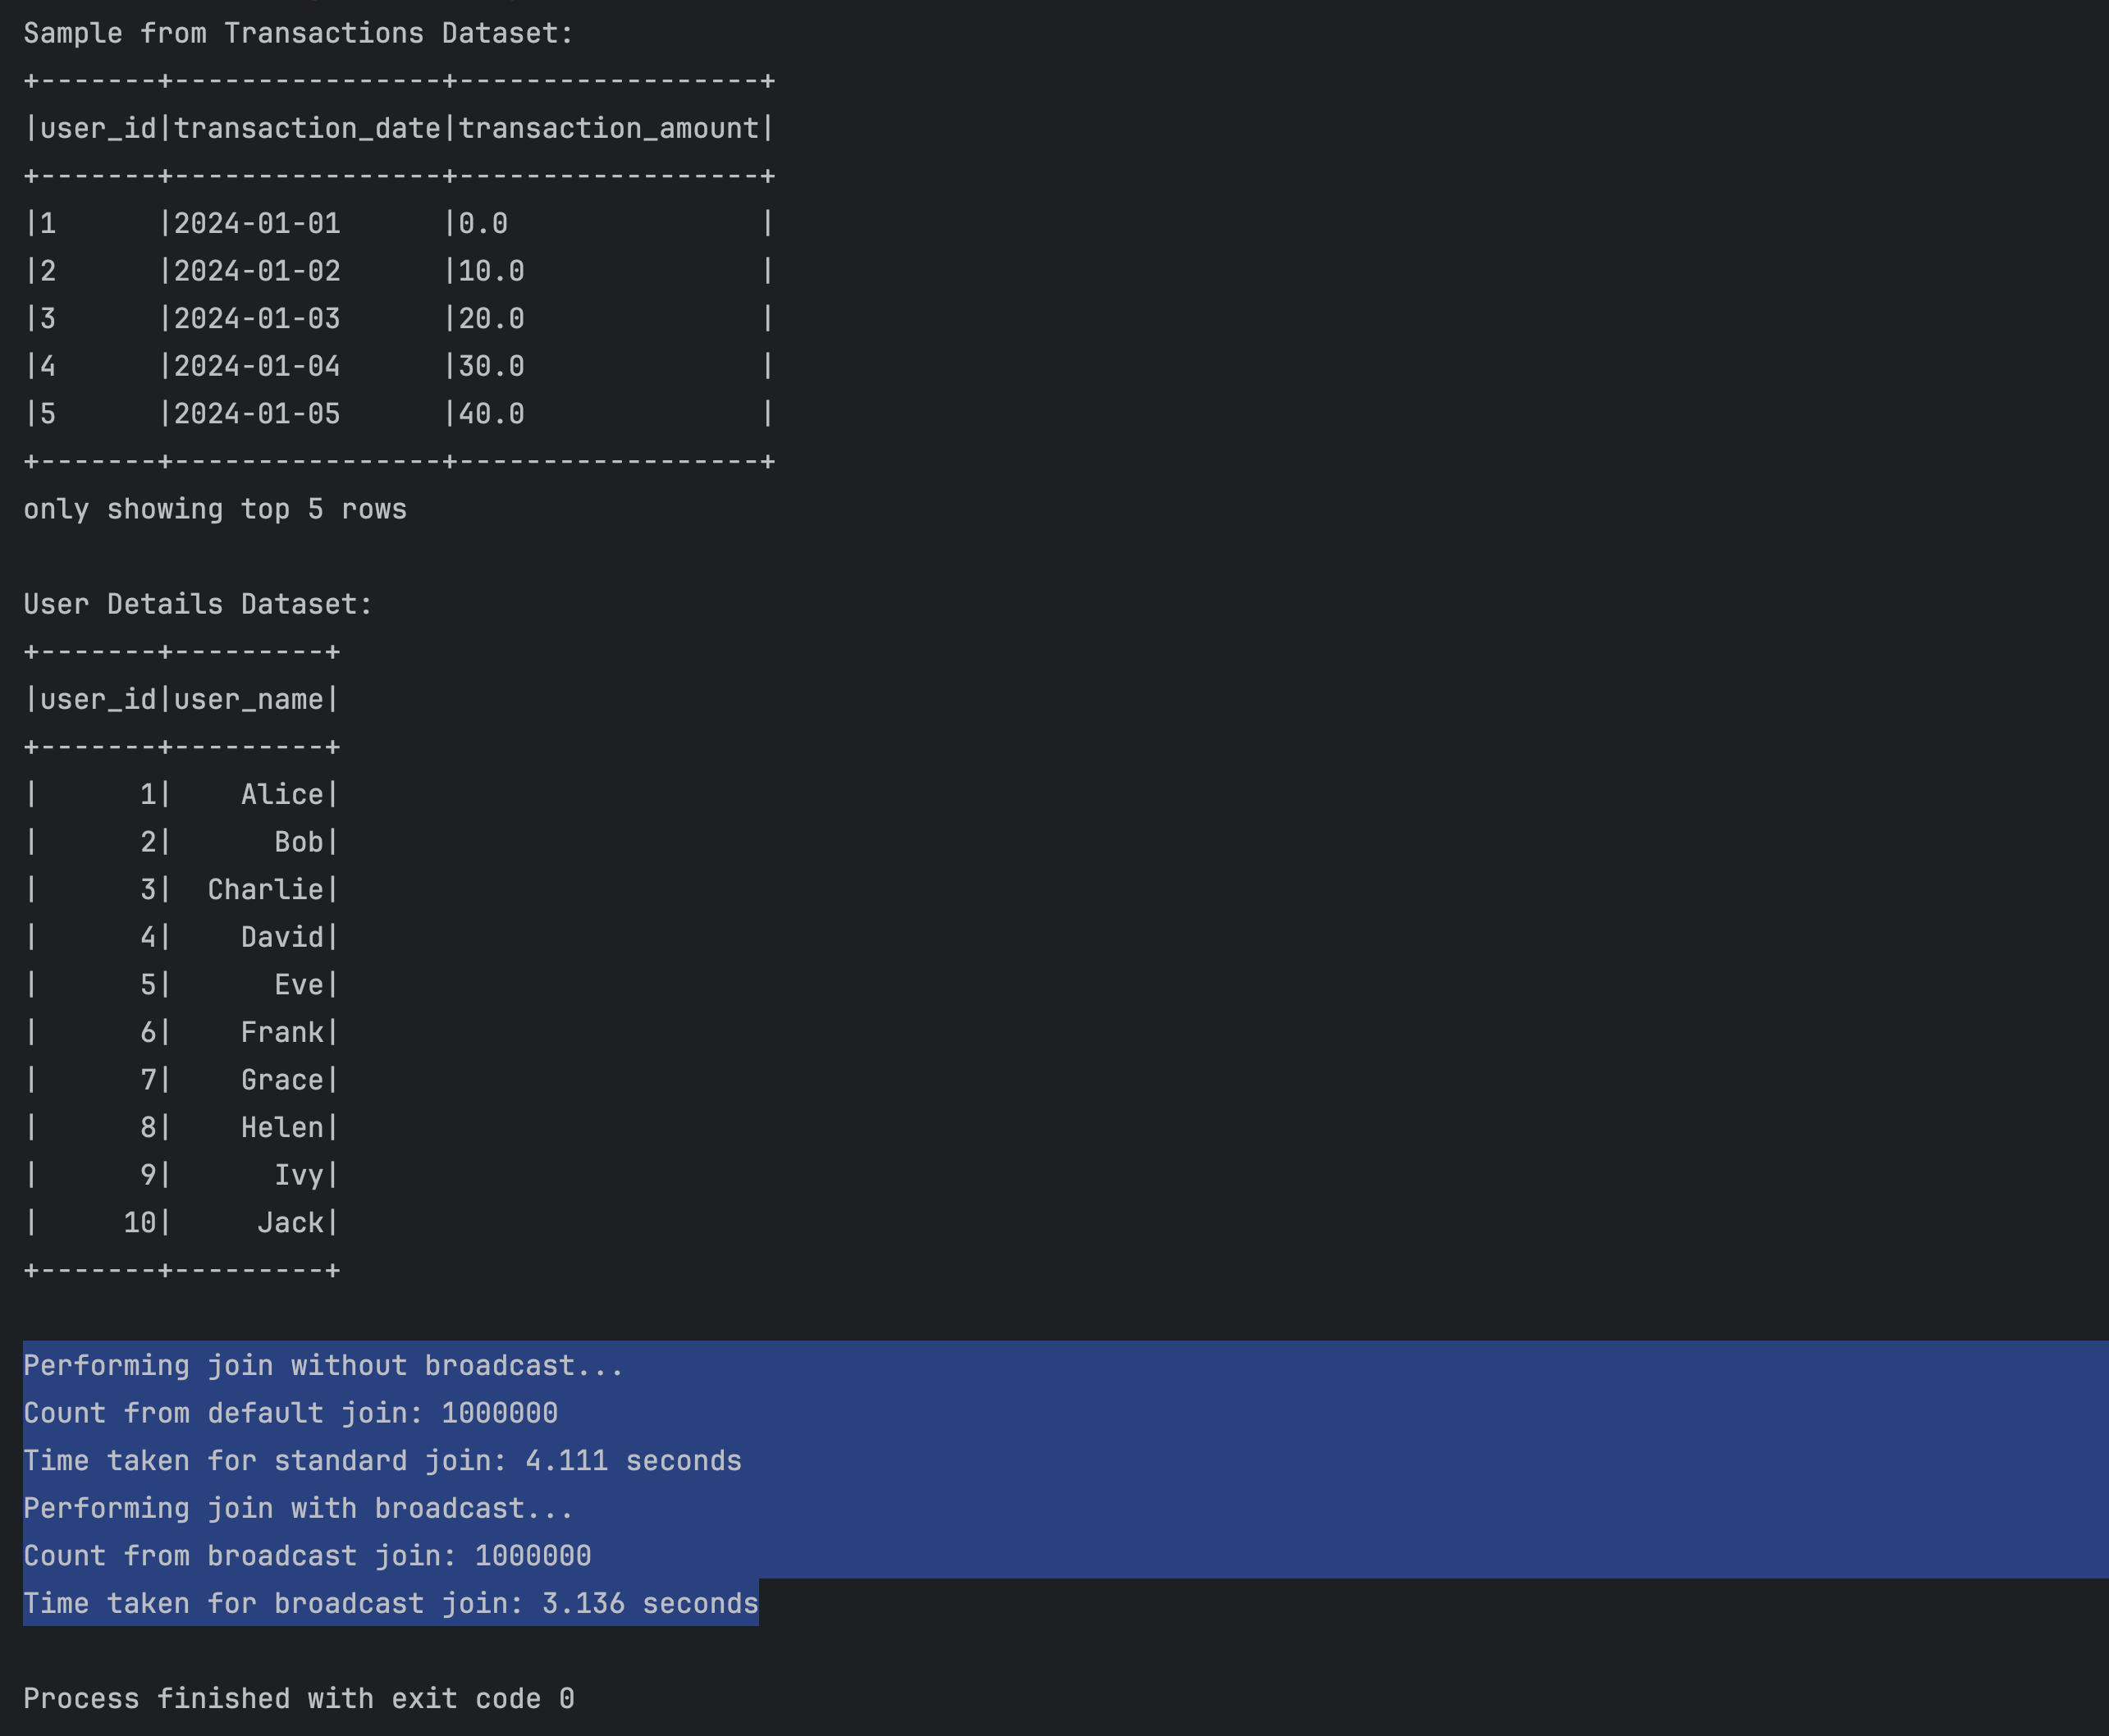 Sample from Transactions Dataset:
+-------+----------------+------------------+
|user_id|transaction_date|transaction_amount|
+-------+----------------+------------------+
|1      |2024-01-01      |0.0               |
|2      |2024-01-02      |10.0              |
|3      |2024-01-03      |20.0              |
|4      |2024-01-04      |30.0              |
|5      |2024-01-05      |40.0              |
+-------+----------------+------------------+
only showing top 5 rows
User Details Dataset:
+-------+---------+
|user_id|user_name|
+-------+---------+
|      1|    Alice|
|      2|      Bob|
|      3|  Charlie|
|      4|    David|
|      5|      Eve|
|      6|    Frank|
|      7|    Grace|
|      8|    Helen|
|      9|      Ivy|
|     10|     Jack|
+-------+---------+
Performing join without broadcast...
Count from default join: 1000000
Time taken for standard join: 4.111 seconds
Performing join with broadcast...
Count from broadcast join: 1000000
Time taken for broadcast join: 3.136 seconds
Process finished with exit code 0